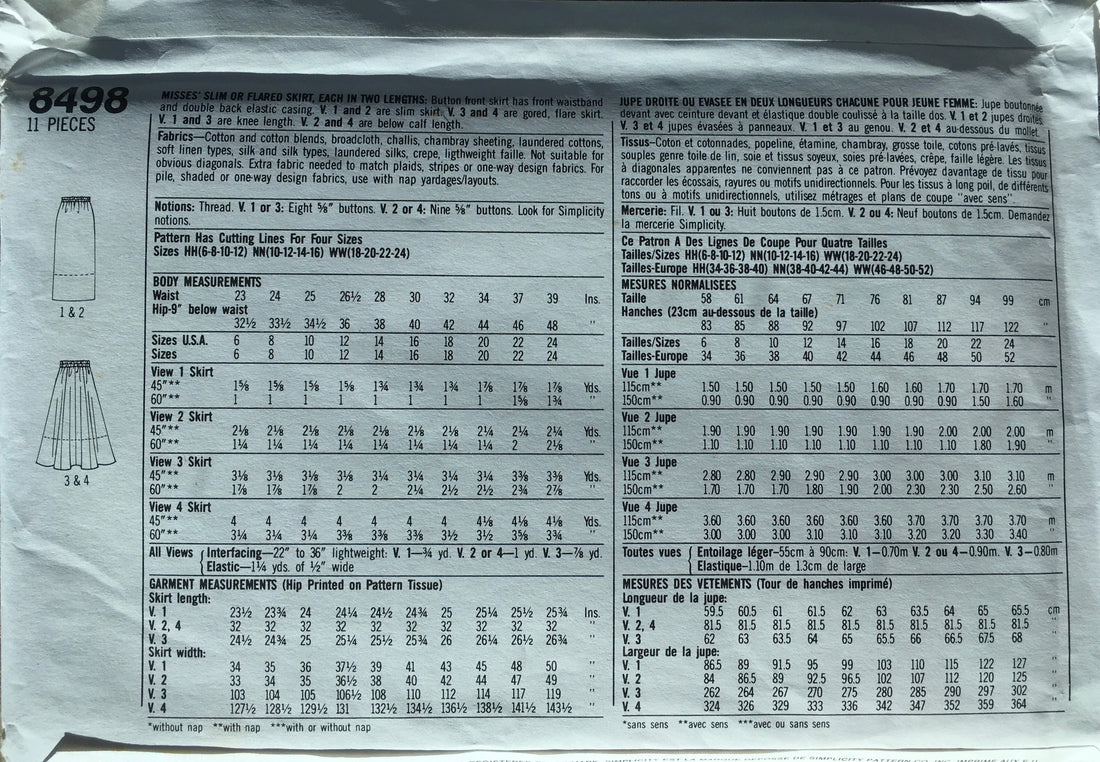 8498
11 PIECES
1 & 2
3 & 4
MISSES' SLIM OR FLARED SKIRT, EACH IN TWO LENGTHS: Button front skirt has front waistband
and double back elastic casing. V. 1 and 2 are slim skirt. V. 3 and 4 are gored, flare skirt.
V. 1 and 3 are knee length. V. 2 and 4 are below calf length.
Fabrics—Cotton and cotton blends, broadcloth, challis, chambray sheeting, laundered cottons,
soft linen types, silk and silk types, laundered silks, crepe, ligthweight faille. Not suitable for
obvious diagonals. Extra fabric needed to match plaids, stripes or one-way design fabrics. For
pile, shaded or one-way design fabrics, use with nap yardages/layouts.
Notions: Thread. V. 1 or 3: Eight ⅝" buttons. V. 2 or 4: Nine ⅝" buttons. Look for Simplicity
notions.
Pattern Has Cutting Lines For Four Sizes
Sizes HH(6-8-10-12) NN(10-12-14-16) WW(18-20-22-24)
BODY MEASUREMENTS
Waist 23 24 25 26½ 28 30 32 34 37 39 Ins.
Hip-9" below waist
32½ 33½ 34½ 36 38 40 42 44 46 48 "
Sizes U.S.A. 6 8 10 12 14 16 18 20 22 24
Sizes 6 8 10 12 14 16 18 20 22 24
View 1 Skirt
45"** 1⅝ 1⅝ 1⅝ 1⅝ 1¾ 1¾ 1¾ 1⅞ 1⅞ 1⅞ Yds.
60"** 1 1 1 1 1 1 1 1 1⅝ 1¾ "
View 2 Skirt
45"** 2⅛ 2⅛ 2⅛ 2⅛ 2⅛ 2⅛ 2⅛ 2¼ 2¼ 2¼ Yds.
60"** 1¼ 1¼ 1¼ 1¼ 1¼ 1¼ 1¼ 1¼ 2 2⅛ "
View 3 Skirt
45"** 3⅛ 3⅛ 3⅛ 3⅛ 3¼ 3¼ 3¼ 3¼ 3⅜ 3⅜ Yds.
60"** 1⅞ 1⅞ 1⅞ 2 2 2¼ 2½ 2½ 2¾ 2⅞ "
View 4 Skirt
45"** 4 4 4 4 4 4 4 4⅛ 4⅛ 4⅛ Yds.
60"** 3¼ 3¼ 3¼ 3⅜ 3⅜ 3⅜ 3½ 3½ 3⅝ 3¾ "
All Views Interfacing—22" to 36" lightweight: V. 1—¾ yd. V. 2 or 4—1 yd. V. 3—⅞ yd.
Elastic—1¼ yds. of ½" wide
GARMENT MEASUREMENTS (Hip Printed on Pattern Tissue)
Skirt length:
V. 1 23½ 23¾ 24 24¼ 24½ 24¾ 25 25¼ 25½ 25¾ Ins.
V. 2, 4 32 32 32 32 32 32 32 32 32 32 "
V. 3 24½ 24¾ 25 25¼ 25½ 25¾ 26 26¼ 26½ 26¾ "
Skirt width:
V. 1 34 35 36 37½ 39 41 43 45 48 50 "
V. 2 33 34 35 36½ 38 40 42 44 47 49 "
V. 3 103 104 105 106½ 108 110 112 114 117 119 "
V. 4 127½ 128½ 129½ 131 132½ 134½ 136½ 138½ 141½ 143½ "
*without nap **with nap ***with or without nap
JUPE DROITE OU EVASEE EN DEUX LONGUEURS CHACUNE POUR JEUNE FEMME: Jupe boutonnée
devant avec ceinture devant et élastique double coulissé à la taille dos. V. 1 et 2 jupes droites.
V. 3 et 4 jupes évasées à panneaux. V. 1 et 3 au genou. V. 2 et 4 au-dessous du mollet.
Tissus—Coton et cotonnades, popeline, étamine, chambray, grosse toile, cotons pré-lavés, tissus
souples genre toile de lin, soie et tissus soyeux, soies pré-lavées, crêpe, faille légère. Les tissus
à diagonales apparentes ne conviennent pas à ce patron. Prévoyez davantage de tissu pour
raccorder les écossais, rayures ou motifs unidirectionnels. Pour les tissus à long poil, de différents
tons ou à motifs unidirectionnels, utilisez métrages et plans de coupe "avec sens".
Mercerie: Fil. V. 1 ou 3: Huit boutons de 1.5cm. V. 2 ou 4: Neuf boutons de 1.5cm. Demandez
la mercerie Simplicity.
Ce Patron A Des Lignes De Coupe Pour Quatre Tailles
Tailles/Sizes HH(6-8-10-12) NN(10-12-14-16) WW(18-20-22-24)
Tailles-Europe HH(34-36-38-40) NN(38-40-42-44) WW(46-48-50-52)
MESURES NORMALISEES
Taille 58 61 64 67 71 76 81 87 94 99 cm
Hanches (23cm au-dessous de la taille)
83 85 88 92 97 102 107 112 117 122 "
Tailles/Sizes 6 8 10 12 14 16 18 20 22 24
Tailles-Europe 34 36 38 40 42 44 46 48 50 52
Vue 1 Jupe
115cm** 1.50 1.50 1.50 1.50 1.50 1.60 1.60 1.70 1.70 1.70 m
150cm** 0.90 0.90 0.90 0.90 0.90 0.90 0.90 0.90 1.50 1.60 "
Vue 2 Jupe
115cm** 1.90 1.90 1.90 1.90 1.90 1.90 1.90 2.00 2.00 2.00 m
150cm** 1.10 1.10 1.10 1.10 1.10 1.10 1.10 1.10 1.80 1.90 "
Vue 3 Jupe
115cm** 2.80 2.80 2.90 2.90 2.90 3.00 3.00 3.00 3.10 3.10 m
150cm** 1.70 1.70 1.70 1.80 1.90 2.00 2.30 2.30 2.50 2.60 "
Vue 4 Jupe
115cm** 3.60 3.60 3.60 3.60 3.60 3.70 3.70 3.70 3.70 3.70 m
150cm** 3.00 3.00 3.00 3.10 3.10 3.10 3.20 3.20 3.30 3.40 "
Toutes vues Entoilage léger—55cm à 90cm: V. 1—0.70m V. 2 ou 4—0.90m. V. 3—0.80m
Elastique—1.10m de 1.3cm de large
MESURES DES VETEMENTS (Tour de hanches imprimé)
Longueur de la jupe:
V. 1 59.5 60.5 61 61.5 62 63 63.5 64 65 65.5 cm
V. 2, 4 81.5 81.5 81.5 81.5 81.5 81.5 81.5 81.5 81.5 81.5 "
V. 3 62 63 63.5 64 65 65.5 66 66.5 67.5 68 "
Largeur de la jupe:
V. 1 86.5 89 91.5 95 99 103 110 115 122 127 "
V. 2 84 86.5 89 92.5 96.5 102 107 112 120 125 "
V. 3 262 264 267 270 275 280 285 290 297 302 "
V. 4 324 326 329 333 336 342 347 352 359 364 "
*sans sens **avec sens ***avec ou sans sens